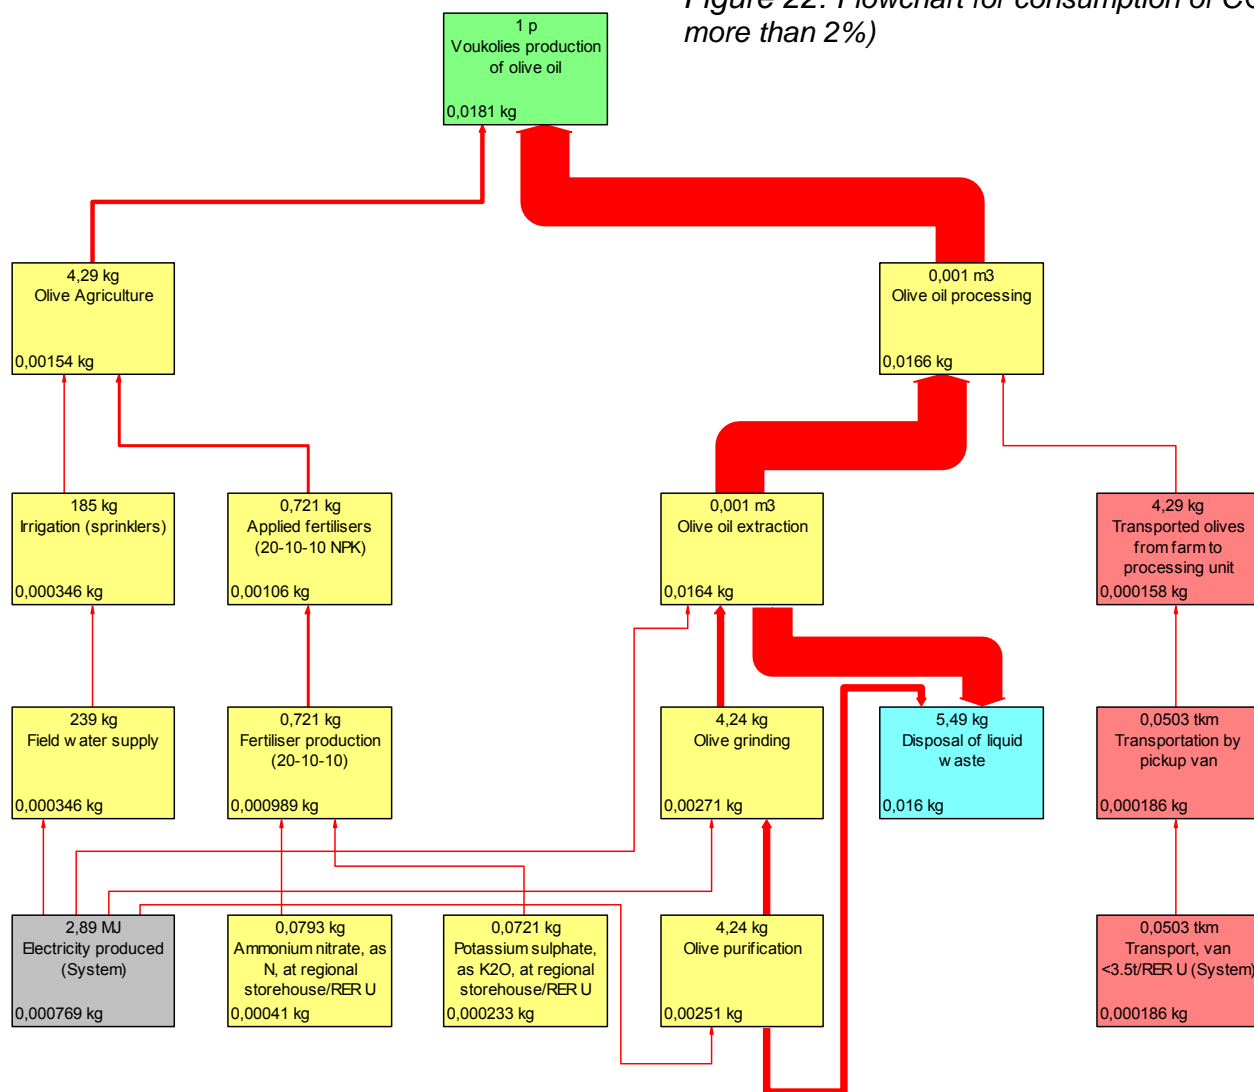 Figure 22: Flowchart for consumption of CO
more than 2%)
1 p
Voukolies production
of olive oil
0,0181 kg
4,29 kg
Olive Agriculture
0,00154 kg
0,001 m3
Olive oil processing
0,0166 kg
185 kg
Irrigation (sprinklers)
0,000346 kg
0,721 kg
Applied fertilisers
(20-10-10 NPK)
0,00106 kg
0,001 m3
Olive oil extraction
0,0164 kg
4,29 kg
Transported olives
from farm to
processing unit
0,000158 kg
239 kg
Field water supply
0,000346 kg
0,721 kg
Fertiliser production
(20-10-10)
0,000989 kg
4,24 kg
Olive grinding
0,00271 kg
5,49 kg
Disposal of liquid
waste
0,016 kg
0,0503 tkm
Transportation by
pickup van
0,000186 kg
2,89 MJ
Electricity produced
(System)
0,000769 kg
0,0793 kg
Ammonium nitrate, as
N, at regional
storehouse/RER U
0,00041 kg
0,0721 kg
Potassium sulphate,
as K2O, at regional
storehouse/RER U
0,000233 kg
4,24 kg
Olive purification
0,00251 kg
0,0503 tkm
Transport, van
<3.5t/RER U (System)
0,000186 kg